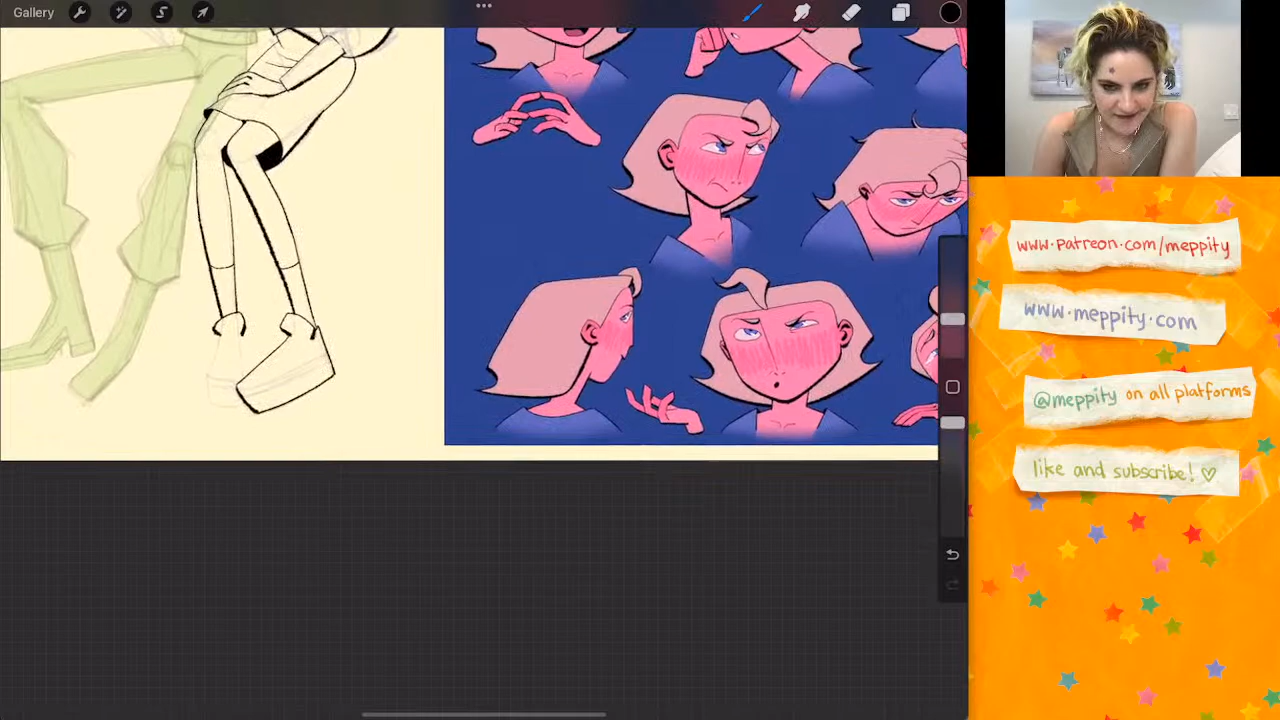 Gallery
www.patreon.com/meppity
www.meppity.com
@meppity on all platforms
like and subscribe! ♡